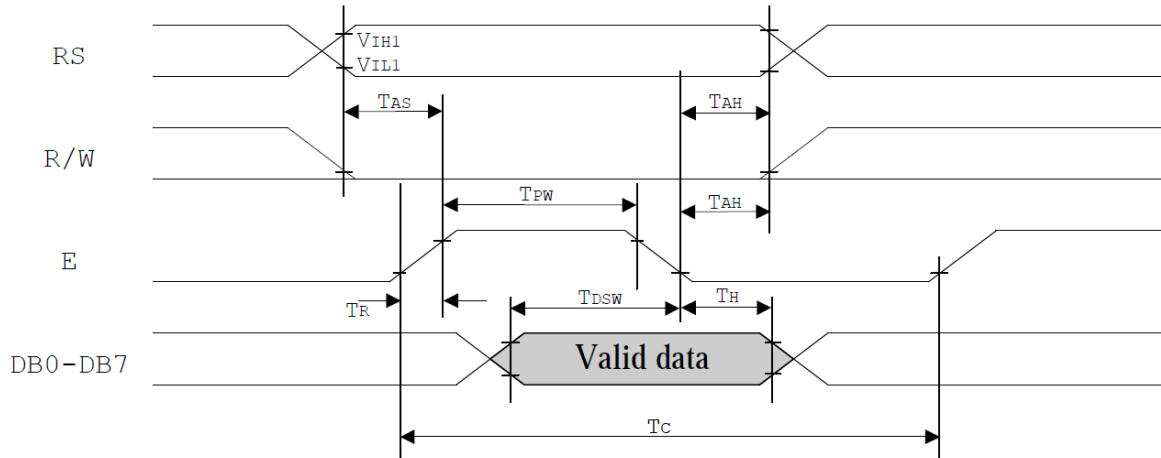 RS
VIH1
VIL1
TAS
TAH
R/W
TPW
TAH
E
TR
TDSW
TH
DB0-DB7
Valid data
TC